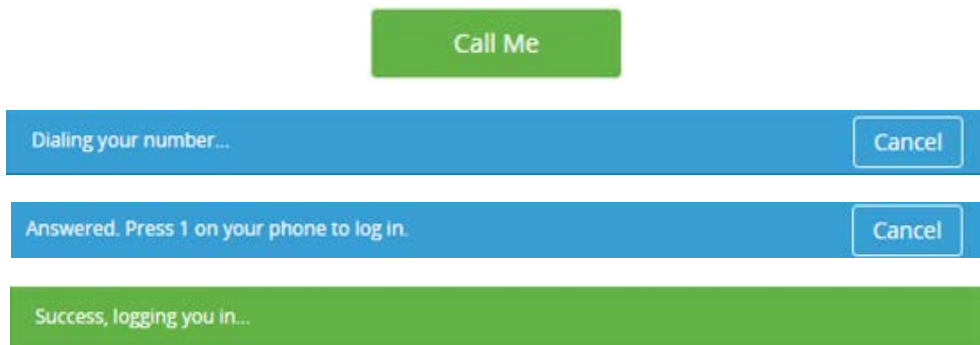 Call Me
Dialing your number... Cancel
Answered. Press 1 on your phone to log in. Cancel
Success, logging you in...